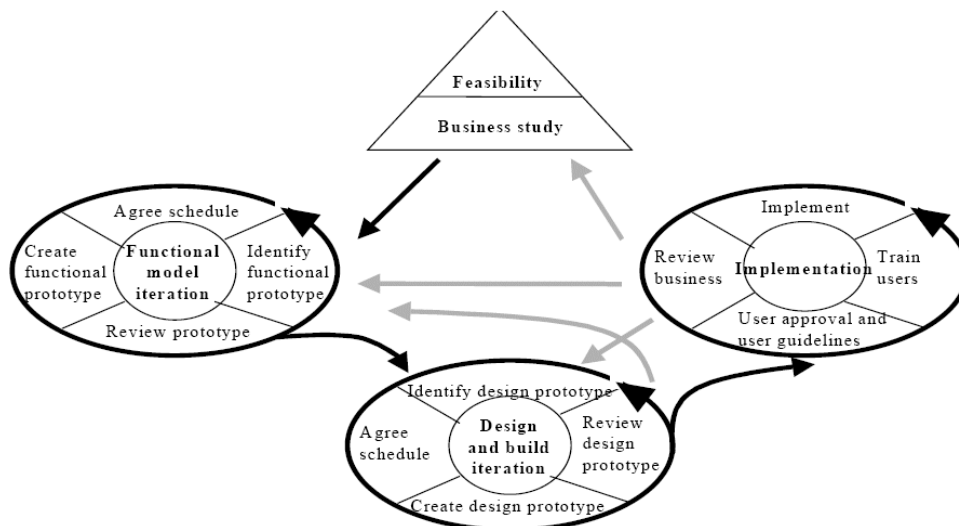 Feasibility
Business study
Agree schedule
Create
functional
prototype
Functional
model
iteration
Identify
functional
prototype
Review prototype
Implement
Review
business
Implementation
Train
users
User approval and
user guidelines
Identify design prototype
Agree
schedule
Design
and build
iteration
Review
design
prototype
Create design prototype